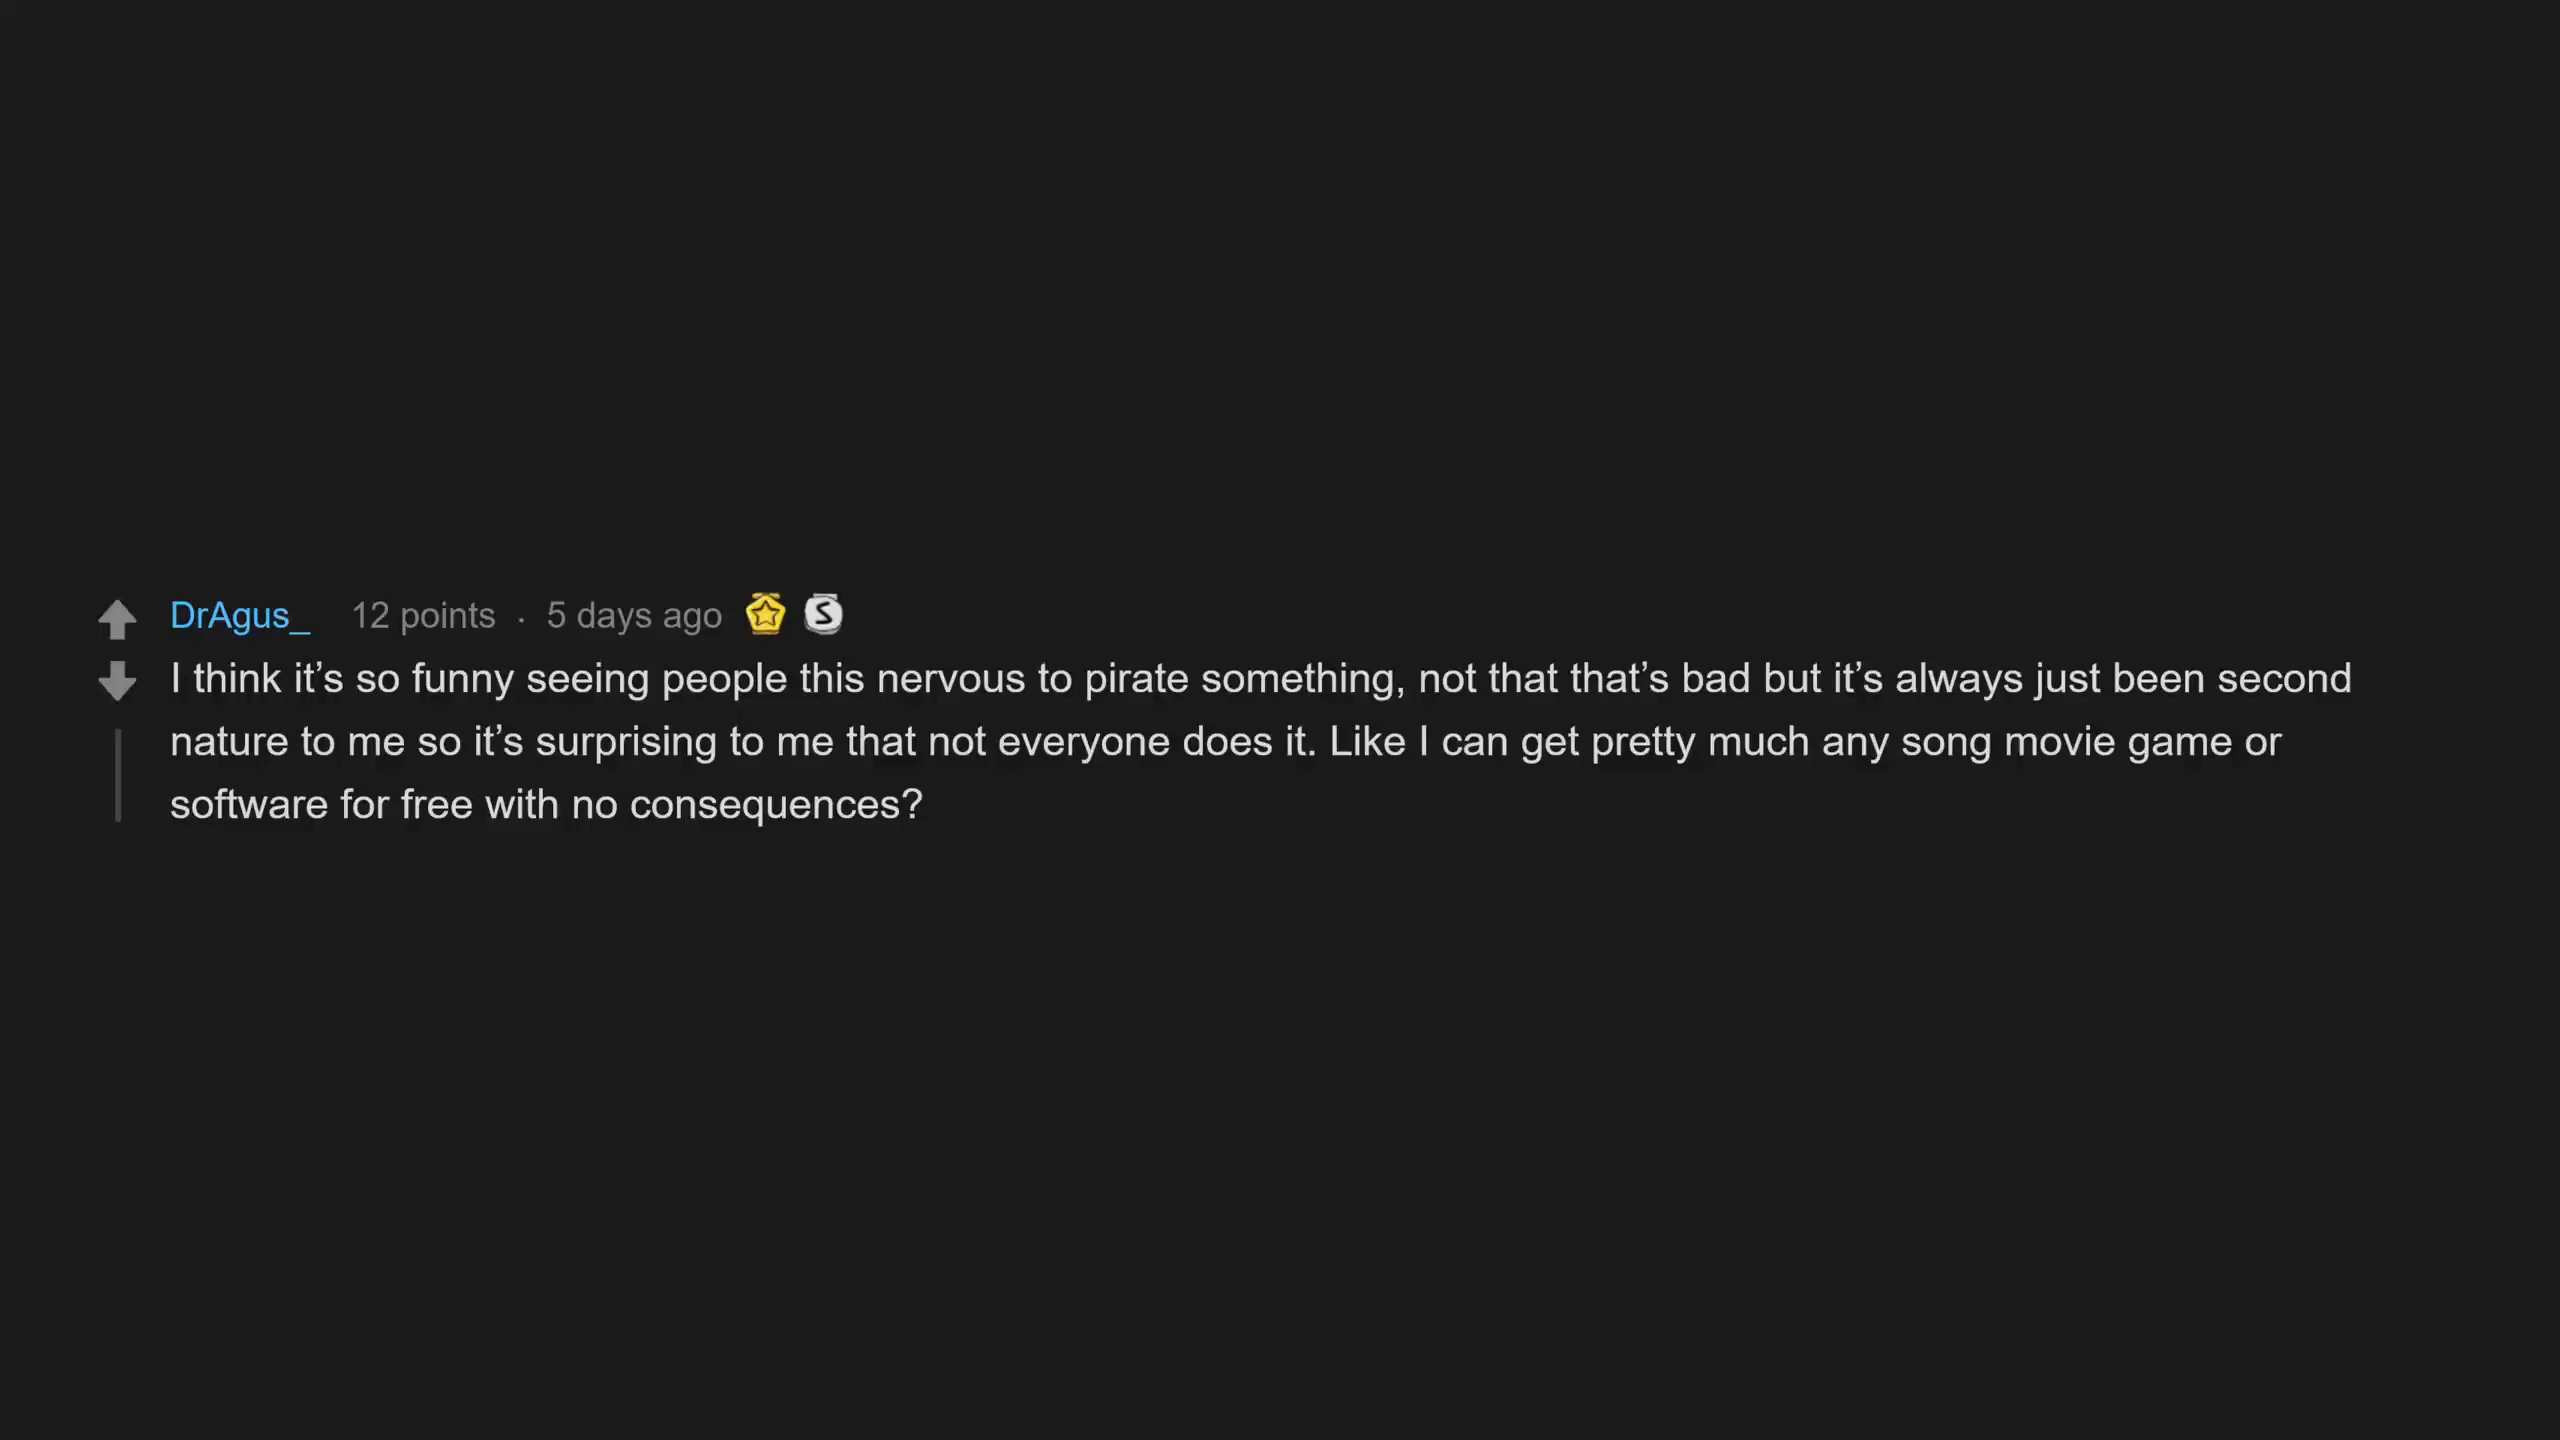 DrAgus_ 12 points · 5 days ago
I think it’s so funny seeing people this nervous to pirate something, not that that’s bad but it’s always just been second
nature to me so it’s surprising to me that not everyone does it. Like I can get pretty much any song movie game or
software for free with no consequences?